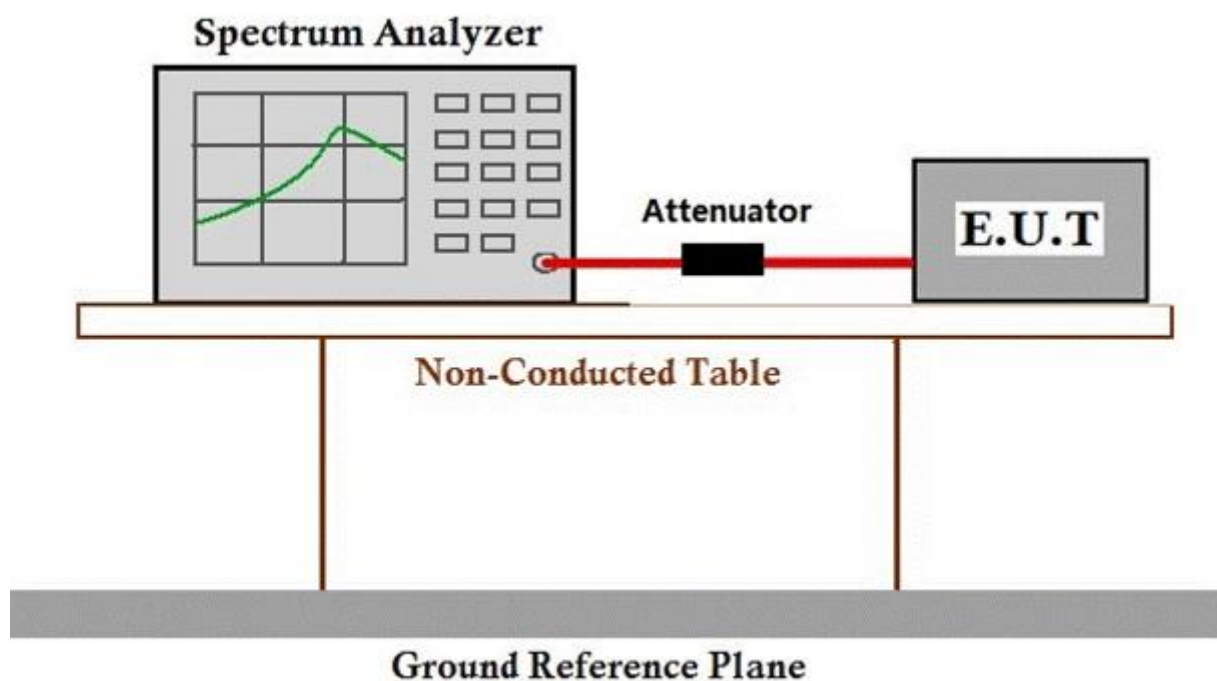 Spectrum Analyzer
Attenuator
E.U.T
Non-Conducted Table
Ground Reference Plane